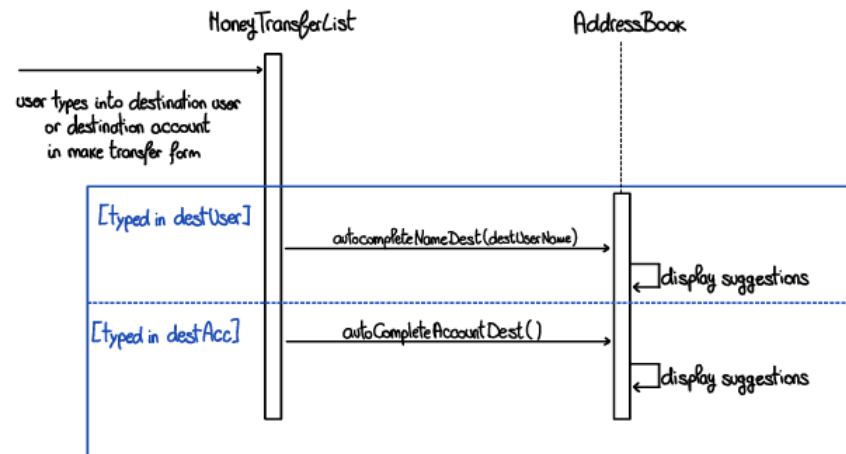 MoneyTransferList
AddressBook
user types into destination user
or destination account
in make transfer form
[typed in destUser]
autocompleteNameDest(destUserName)
display suggestions
[typed in destAcc]
autoCompleteAccountDest()
display suggestions